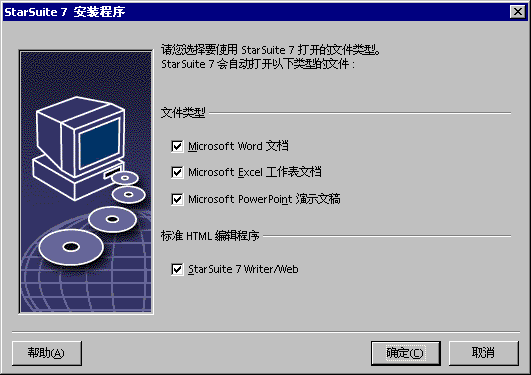 StarSuite 7 安装程序
请您选择要使用 StarSuite 7 打开的文件类型。
StarSuite 7 会自动打开以下类型的文件：
文件类型
Microsoft Word 文档
Microsoft Excel 工作表文档
Microsoft PowerPoint 演示文稿
标准 HTML 编辑程序
StarSuite 7 Writer/Web
帮助(A)
确定(C)
取消